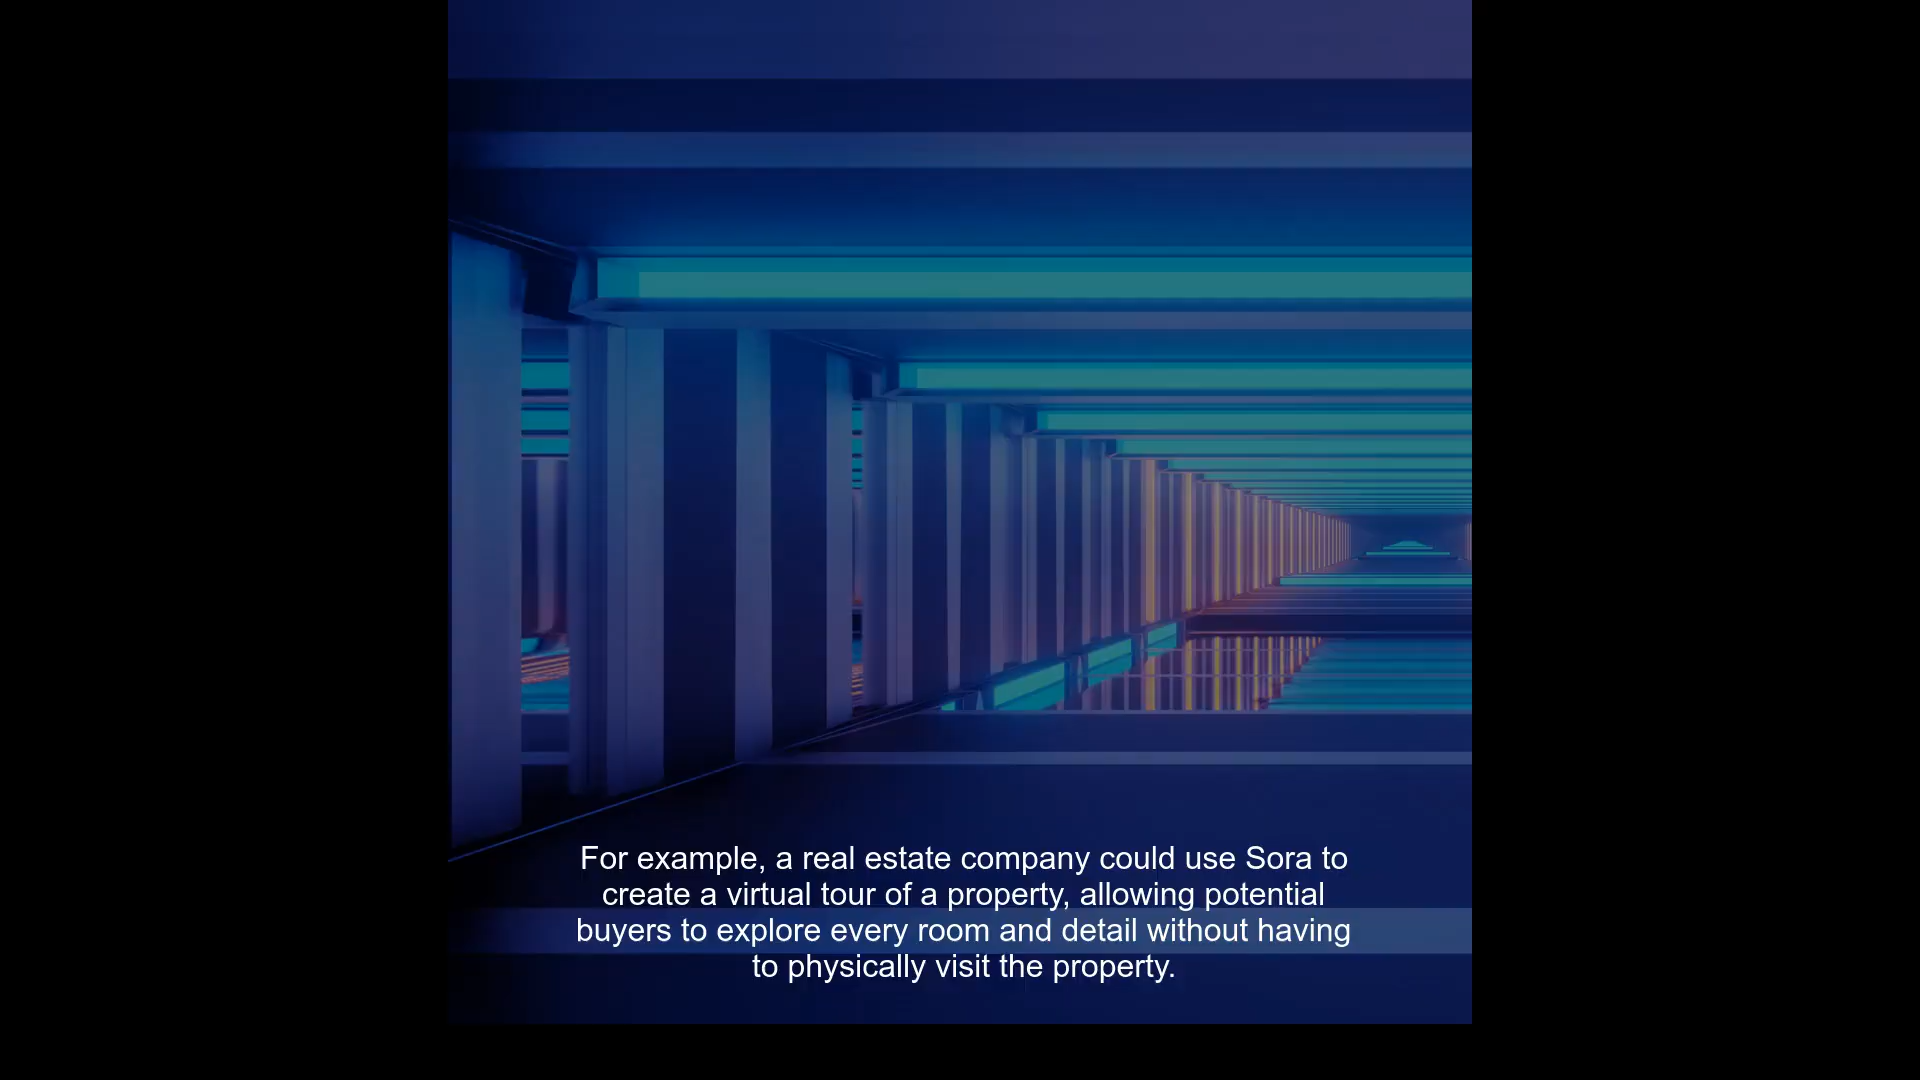 For example, a real estate company could use Sora to
create a virtual tour of a property, allowing potential
buyers to explore every room and detail without having
to physically visit the property.